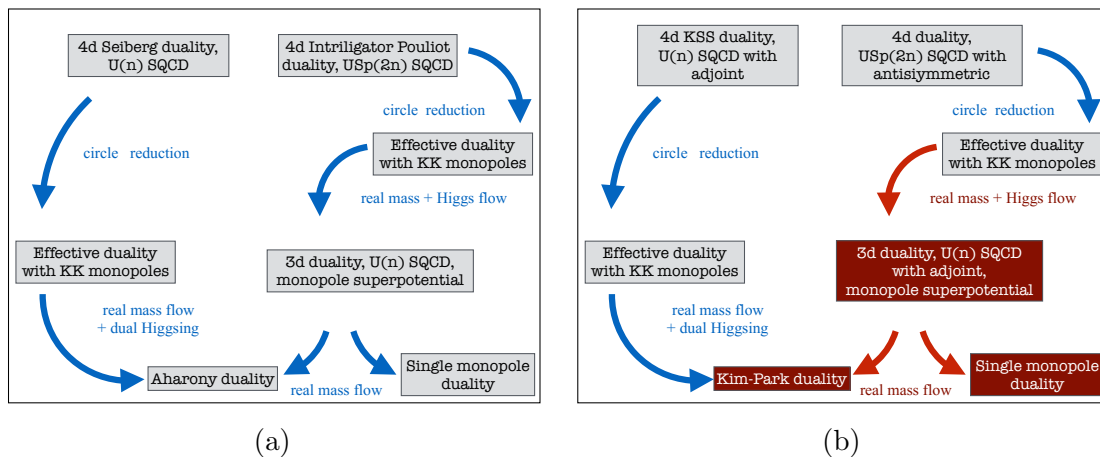 4d Seiberg duality,
U(n) SQCD
4d Intriligator Pouliot
duality, USp(2n) SQCD
circle reduction
circle reduction
Effective duality
with KK monopoles
real mass + Higgs flow
Effective duality
with KK monopoles
3d duality, U(n) SQCD,
monopole superpotential
real mass flow
+ dual Higgsing
Aharony duality
real mass flow
Single monopole
duality
(a)
4d KSS duality,
U(n) SQCD with
adjoint
4d duality,
USp(2n) SQCD with
antisymmetric
circle reduction
circle reduction
Effective duality
with KK monopoles
real mass + Higgs flow
Effective duality
with KK monopoles
3d duality, U(n) SQCD
with adjoint,
monopole superpotential
real mass flow
+ dual Higgsing
Kim-Park duality
real mass flow
Single monopole
duality
(b)